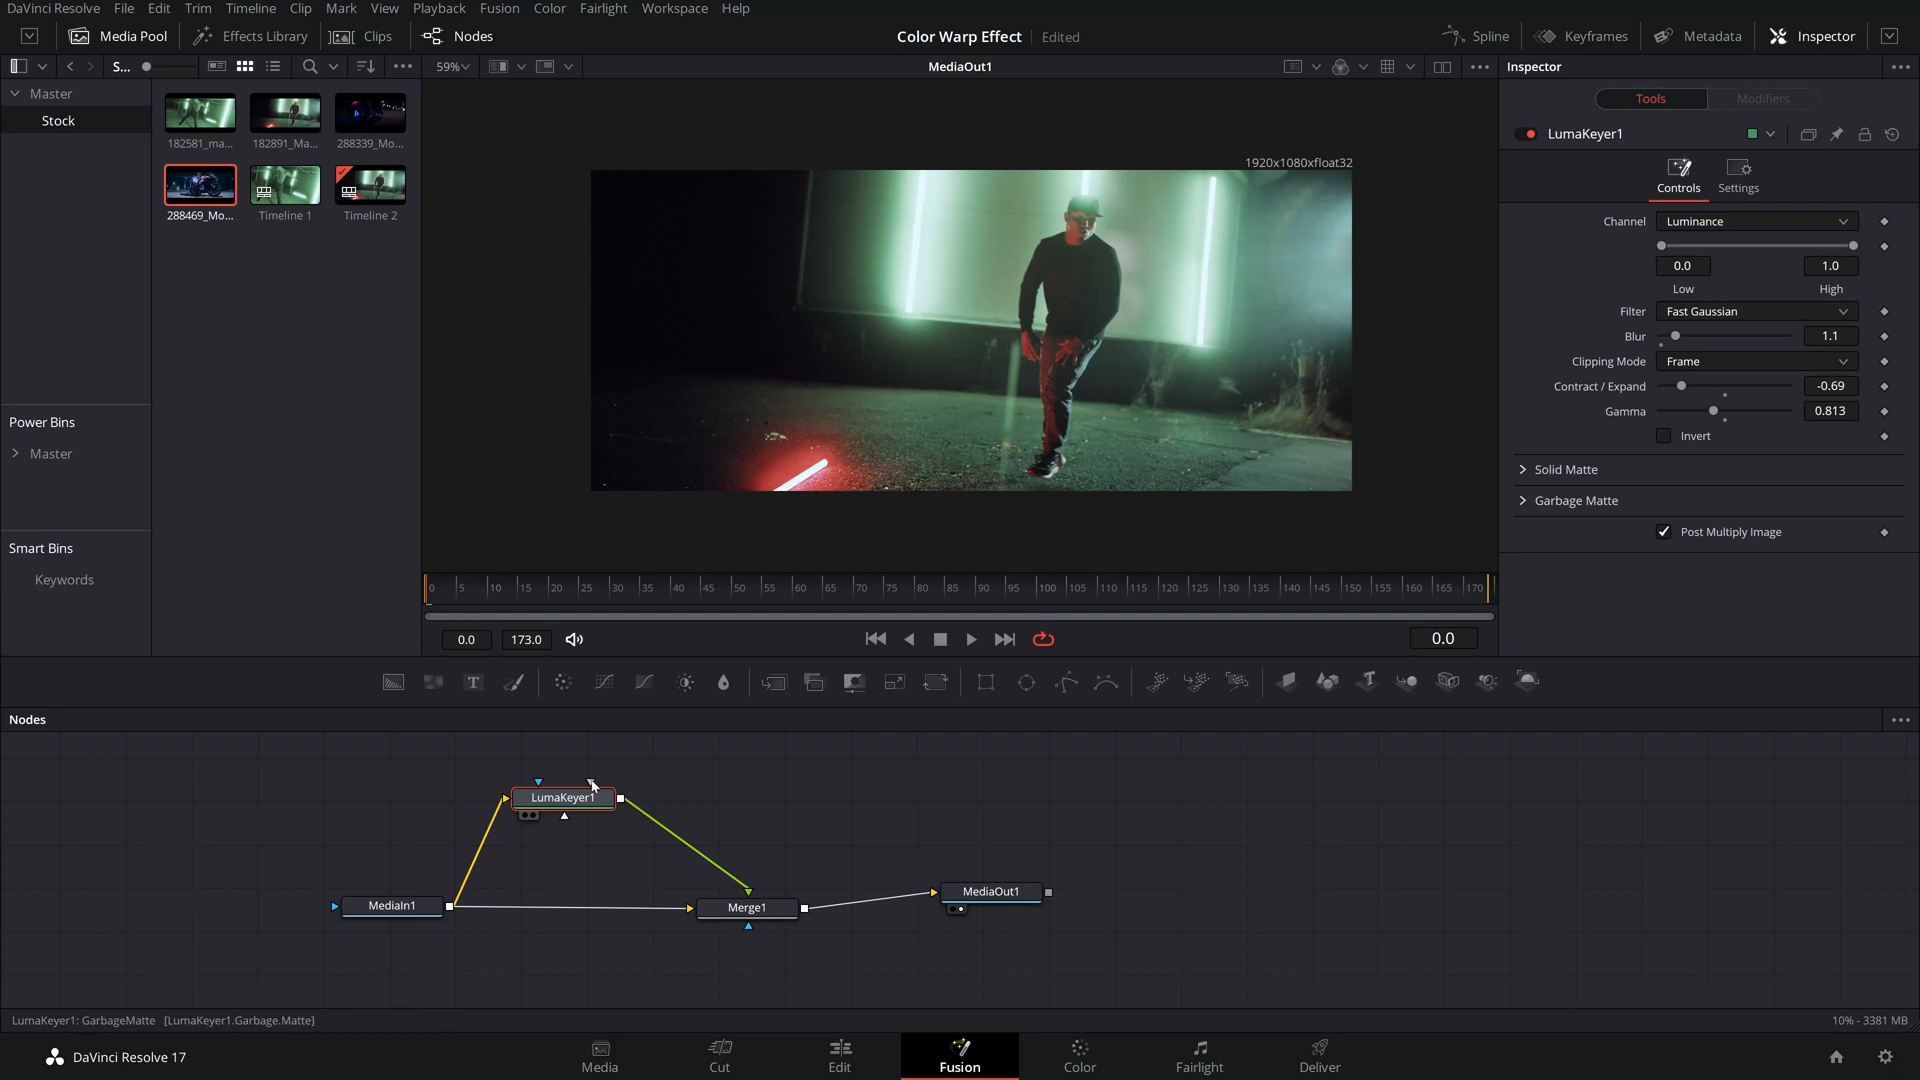 DaVinci Resolve File Edit Trim Timeline Clip Mark View Playback Fusion Color Fairlight Workspace Help
Media Pool Effects Library Clips Nodes Color Warp Effect Edited Spline Keyframes Metadata Inspector
S... 59% MediaOut1 Inspector
Master
Stock
182581_ma... 182891_Ma... 288339_Mo...
288469_Mo... Timeline 1 Timeline 2
Power Bins
Master
Smart Bins
Keywords
1920x1080xfloat32
0 5 10 15 20 25 30 35 40 45 50 55 60 65 70 75 80 85 90 95 100 105 110 115 120 125 130 135 140 145 150 155 160 165 170
0.0 173.0 0.0
Tools Modifiers
LumaKeyer1
Controls Settings
Channel Luminance
0.0 1.0
Low High
Filter Fast Gaussian
Blur 1.1
Clipping Mode Frame
Contract / Expand -0.69
Gamma 0.813
Invert
Solid Matte
Garbage Matte
Post Multiply Image
T T
Nodes
LumaKeyer1
MediaIn1 Merge1 MediaOut1
LumaKeyer1: GarbageMatte [LumaKeyer1.Garbage.Matte] 10% - 3381 MB
DaVinci Resolve 17 Media Cut Edit Fusion Color Fairlight Deliver